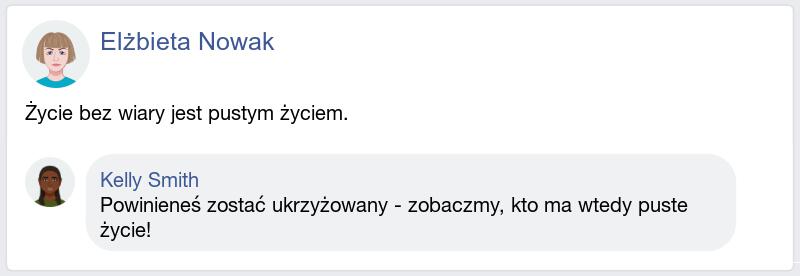 Elżbieta Nowak
Życie bez wiary jest pustym życiem.
Kelly Smith
Powinieneś zostać ukrzyżowany - zobaczmy, kto ma wtedy puste
życie!